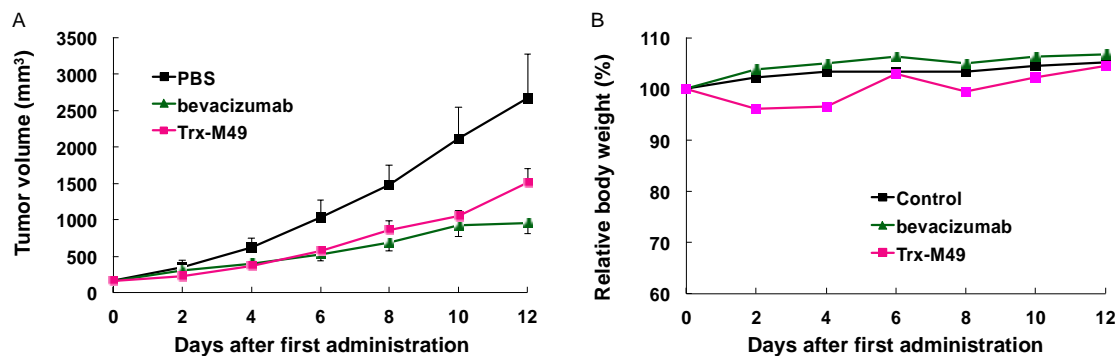 A
Tumor volume (mm³)
3500
3000
2500
2000
1500
1000
500
0
PBS
bevacizumab
Trx-M49
0 2 4 6 8 10 12
Days after first administration
B
Relative body weight (%)
110
100
90
80
70
60
Control
bevacizumab
Trx-M49
0 2 4 6 8 10 12
Days after first administration